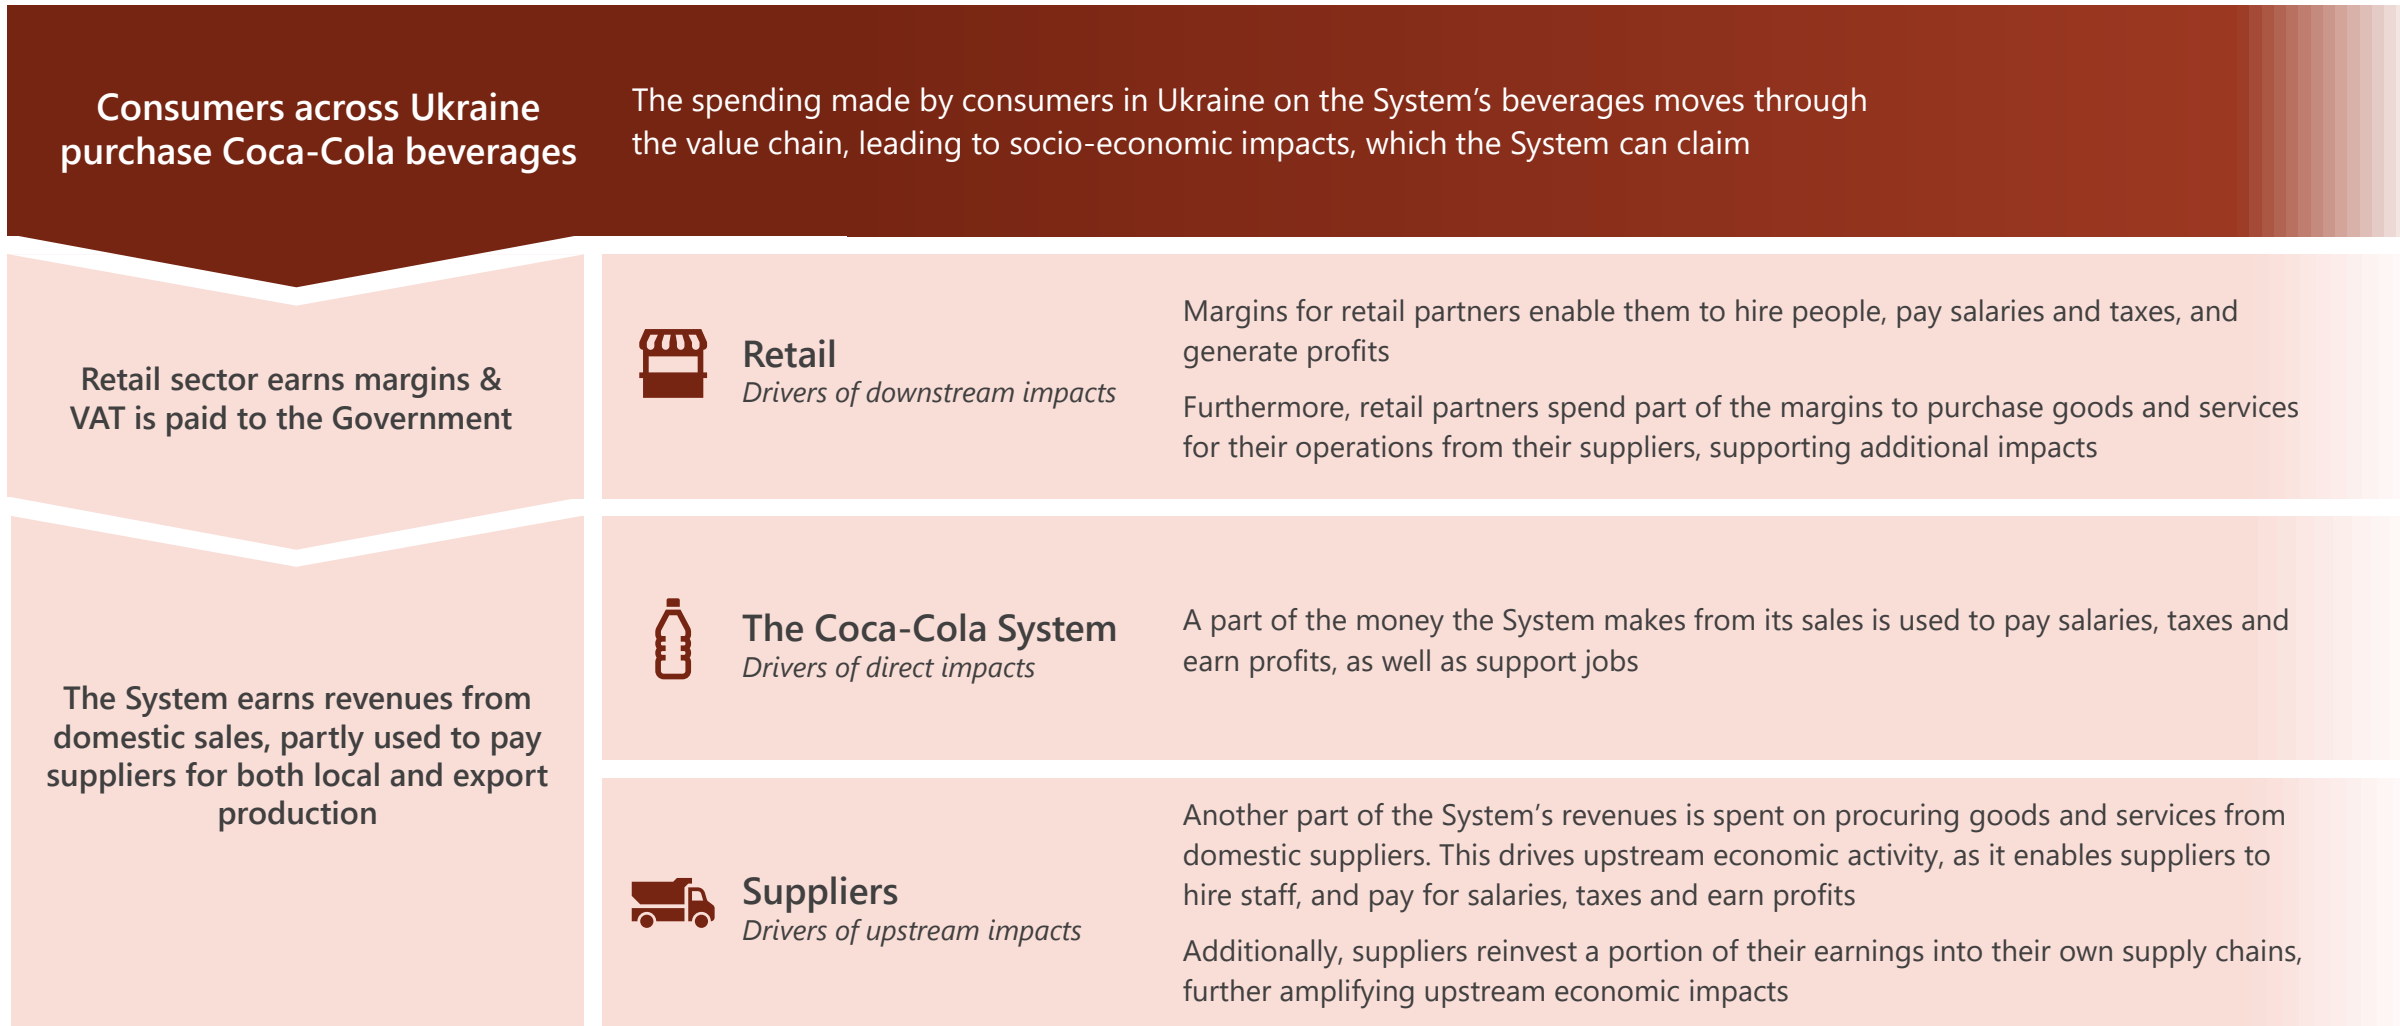 Consumers across Ukraine
purchase Coca-Cola beverages
The spending made by consumers in Ukraine on the System’s beverages moves through
the value chain, leading to socio-economic impacts, which the System can claim
Retail sector earns margins &
VAT is paid to the Government
Retail
Drivers of downstream impacts
Margins for retail partners enable them to hire people, pay salaries and taxes, and
generate profits
Furthermore, retail partners spend part of the margins to purchase goods and services
for their operations from their suppliers, supporting additional impacts
The System earns revenues from
domestic sales, partly used to pay
suppliers for both local and export
production
The Coca-Cola System
Drivers of direct impacts
A part of the money the System makes from its sales is used to pay salaries, taxes and
earn profits, as well as support jobs
Suppliers
Drivers of upstream impacts
Another part of the System’s revenues is spent on procuring goods and services from
domestic suppliers. This drives upstream economic activity, as it enables suppliers to
hire staff, and pay for salaries, taxes and earn profits
Additionally, suppliers reinvest a portion of their earnings into their own supply chains,
further amplifying upstream economic impacts